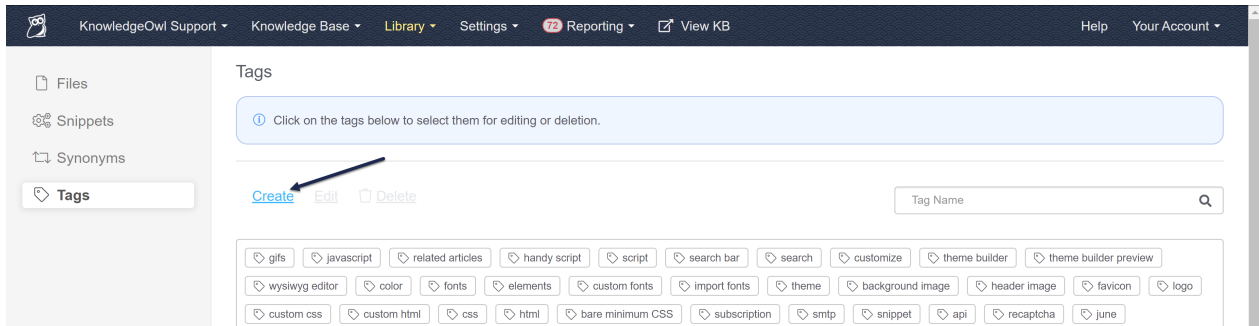 KnowledgeOwl Support Knowledge Base Library Settings 72 Reporting View KB Help Your Account
Files
Snippets
Synonyms
Tags
Tags
Click on the tags below to select them for editing or deletion.
Create Edit Delete Tag Name
gifs javascript related articles handy script script search bar search customize theme builder theme builder preview
wysiwyg editor color fonts elements custom fonts import fonts theme background image header image favicon logo
custom css custom html css html bare minimum CSS subscription smtp snippet api recaptcha june